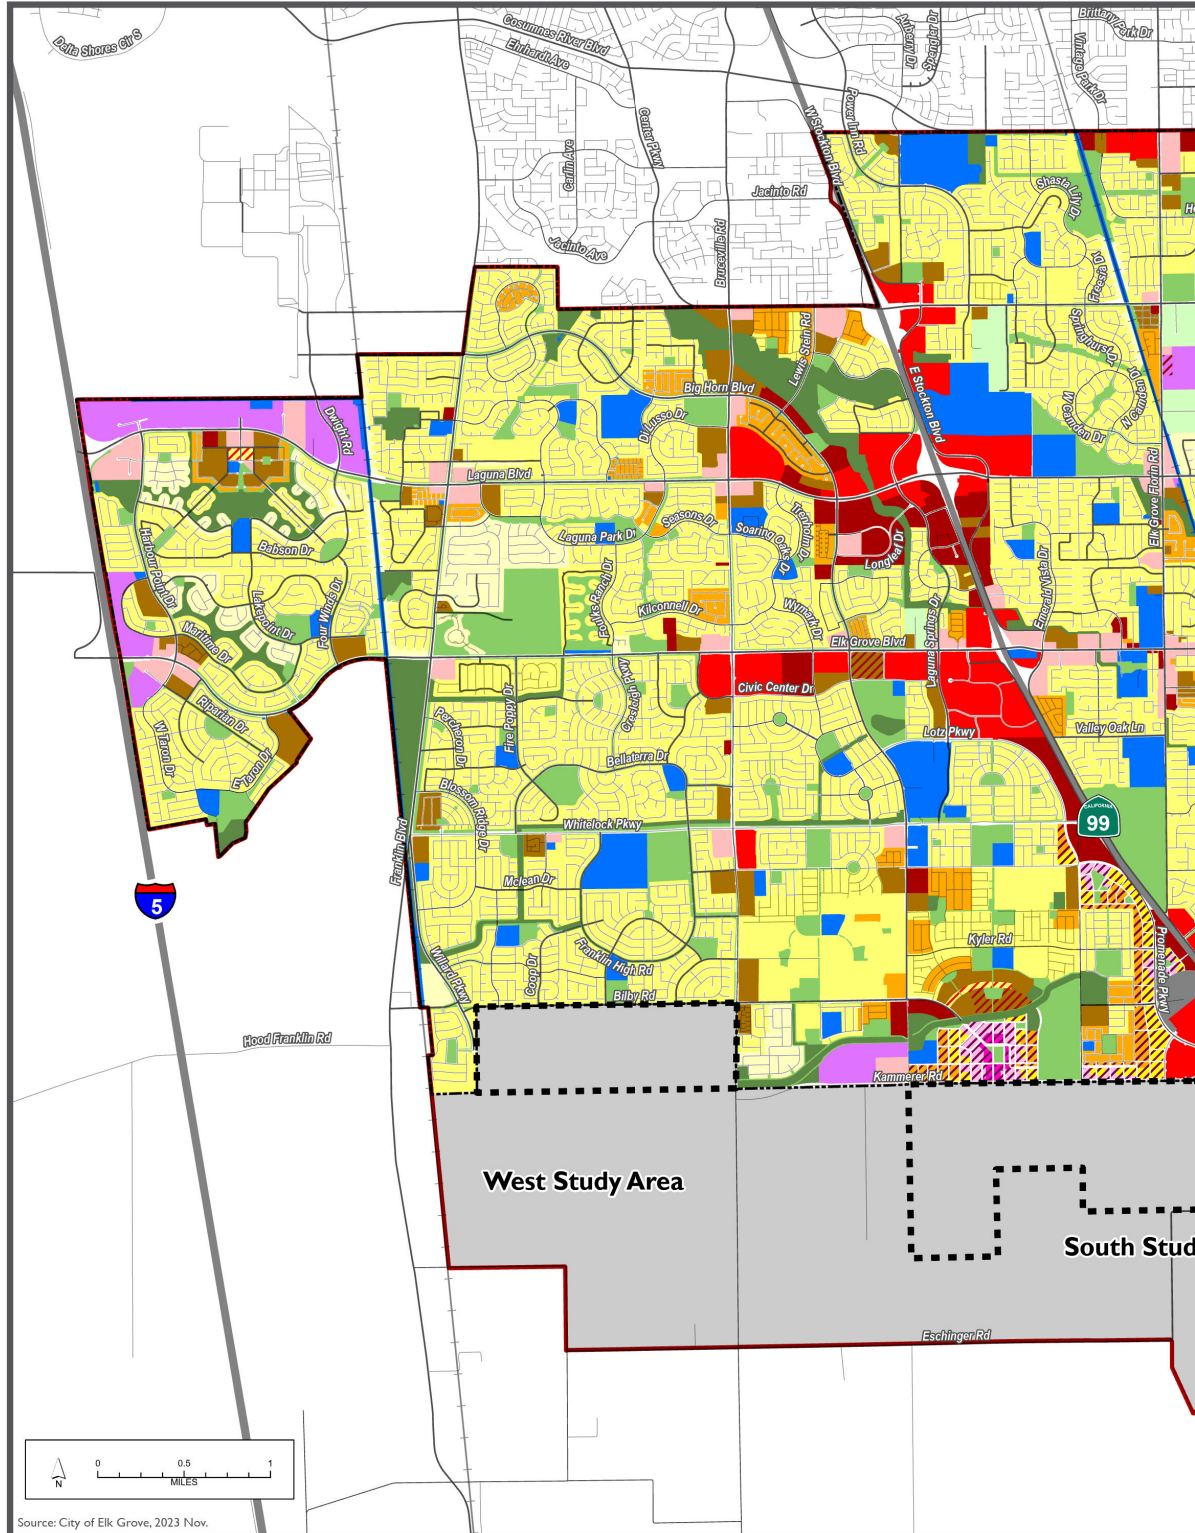 Delta Shores Cir S
Cosumnes River Blvd
Ehrhardt Ave
Center Pkwy
Carlin Ave
Jacinto Ave
Jacinto Rd
Bruceville Rd
W Stockton Blvd
Power Inn Rd
Aubery Dr
Spengler Dr
Brittany Park Dr
Vintage Park Dr
Shasta Lily Dr
Freesia Dr
Springhurst Dr
N Camden Dr
W Camden Dr
E Stockton Blvd
Lewis Stein Rd
Big Horn Blvd
Di Lusso Dr
Dwight Rd
Laguna Blvd
Elk Grove Florin Rd
Harbour Point Dr
Babson Dr
Lakepoint Dr
Four Winds Dr
Maritime Dr
Riparian Dr
W Taron Dr
E Taron Dr
Laguna Park Dr
Seasons Dr
Soaring Oaks Dr
Trenholm Dr
Longleaf Dr
Foulks Ranch Dr
Kilconnell Dr
Wymark Dr
Elk Grove Blvd
Laguna Springs Dr
Emerald Vista Dr
Civic Center Dr
Lotz Pkwy
Valley Oak Ln
Percheron Dr
Fire Poppy Dr
Cresleigh Pkwy
Bellaterra Dr
Blossom Ridge Dr
Whitelock Pkwy
Franklin Blvd
Mclean Dr
CALIFORNIA
99
5
Willard Pkwy
Coop Dr
Franklin High Rd
Bilby Rd
Kyler Rd
Promenade Pkwy
Hood Franklin Rd
Kammerer Rd
West Study Area
South Stud
Eschinger Rd
0 0.5 1
MILES
N
Source: City of Elk Grove, 2023 Nov.